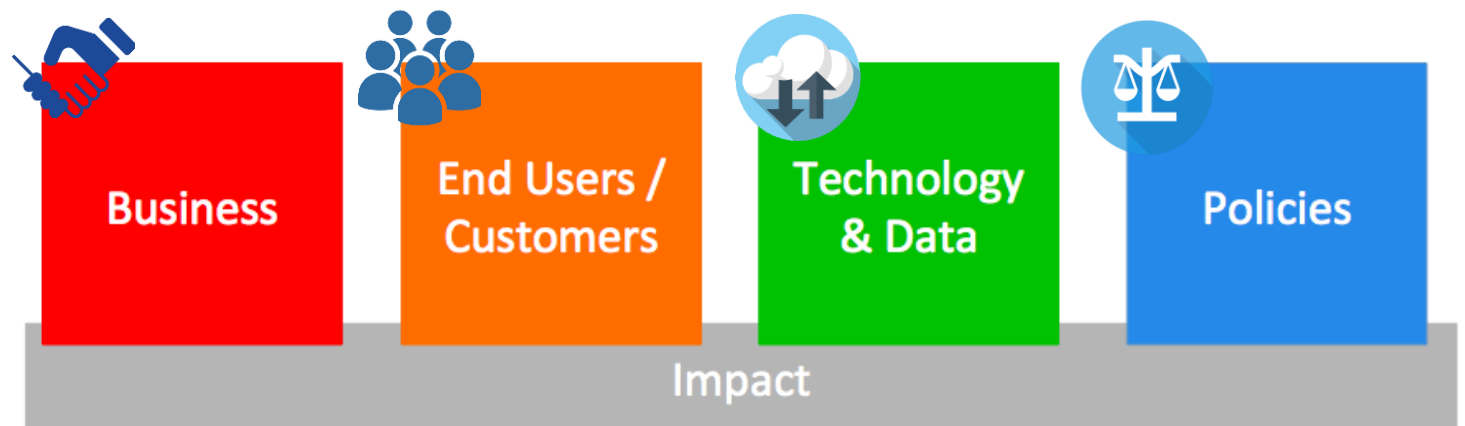 Business
End Users /
Customers
Technology
& Data
Policies
Impact